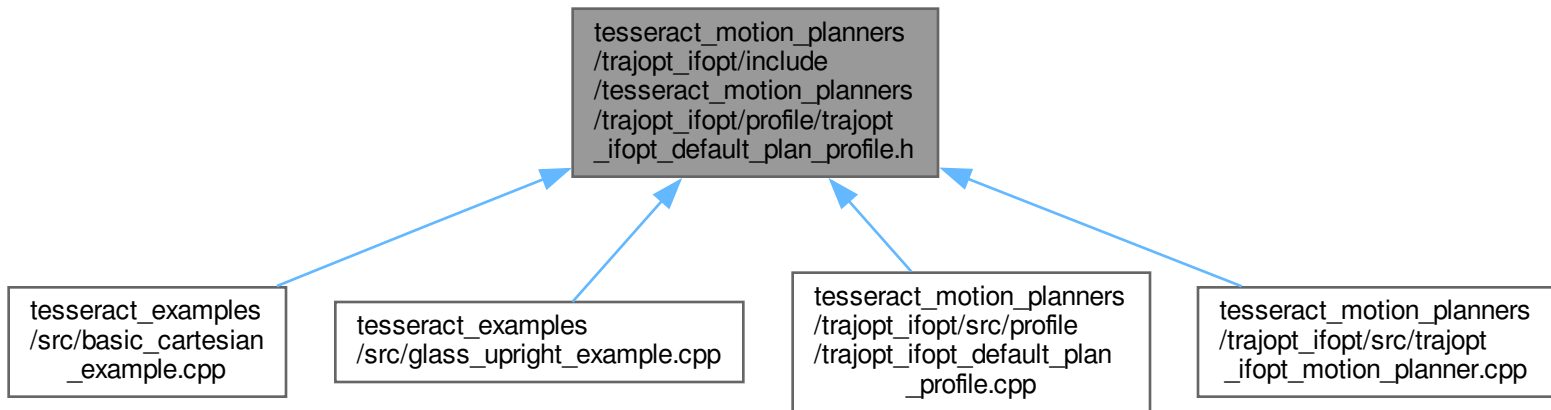 tesseract_motion_planners
/trajopt_ifopt/include
/tesseract_motion_planners
/trajopt_ifopt/profile/trajopt
_ifopt_default_plan_profile.h
tesseract_examples
/src/basic_cartesian
_example.cpp
tesseract_examples
/src/glass_upright_example.cpp
tesseract_motion_planners
/trajopt_ifopt/src/profile
/trajopt_ifopt_default_plan
_profile.cpp
tesseract_motion_planners
/trajopt_ifopt/src/trajopt
_ifopt_motion_planner.cpp